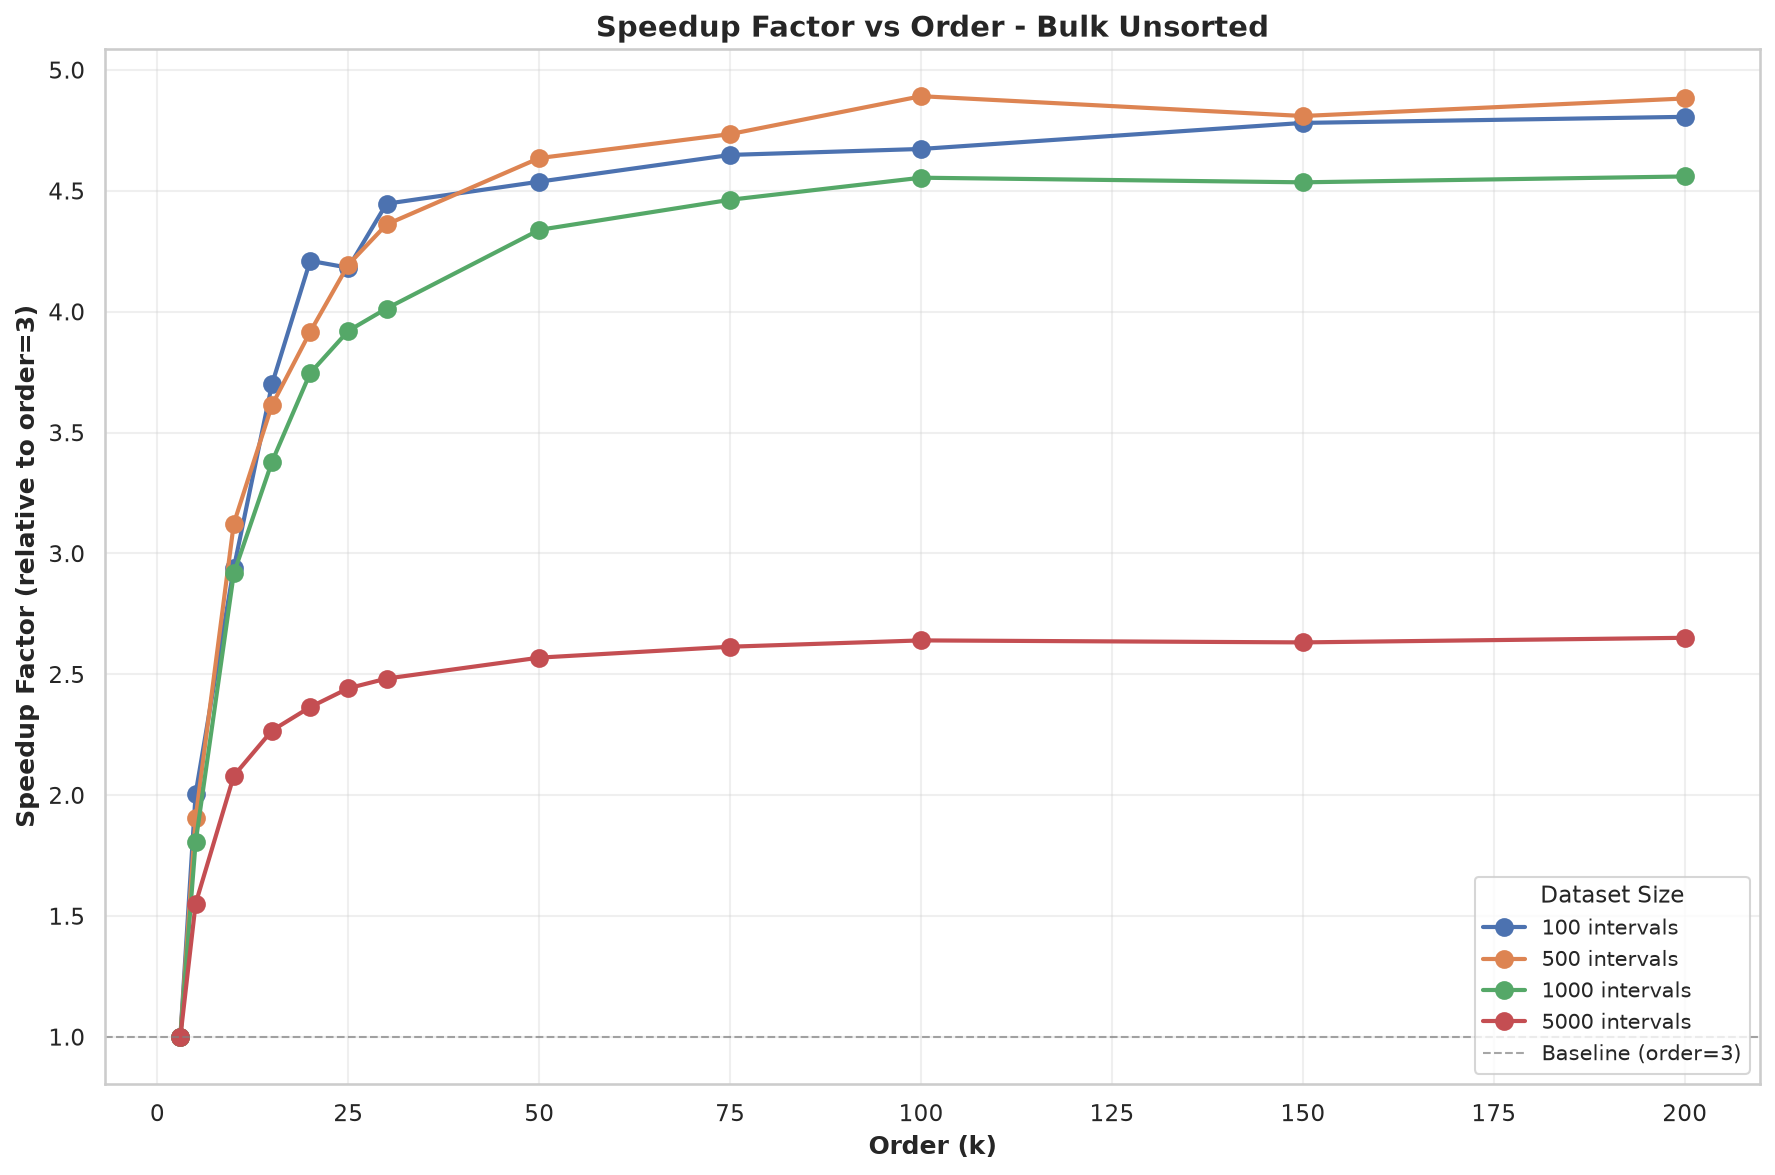 Speedup Factor vs Order - Bulk Unsorted
5.0
4.5
4.0
3.5
3.0
2.5
2.0
1.5
1.0
Speedup Factor (relative to order=3)
0
25
50
75
100
125
150
175
200
Order (k)
Dataset Size
100 intervals
500 intervals
1000 intervals
5000 intervals
Baseline (order=3)